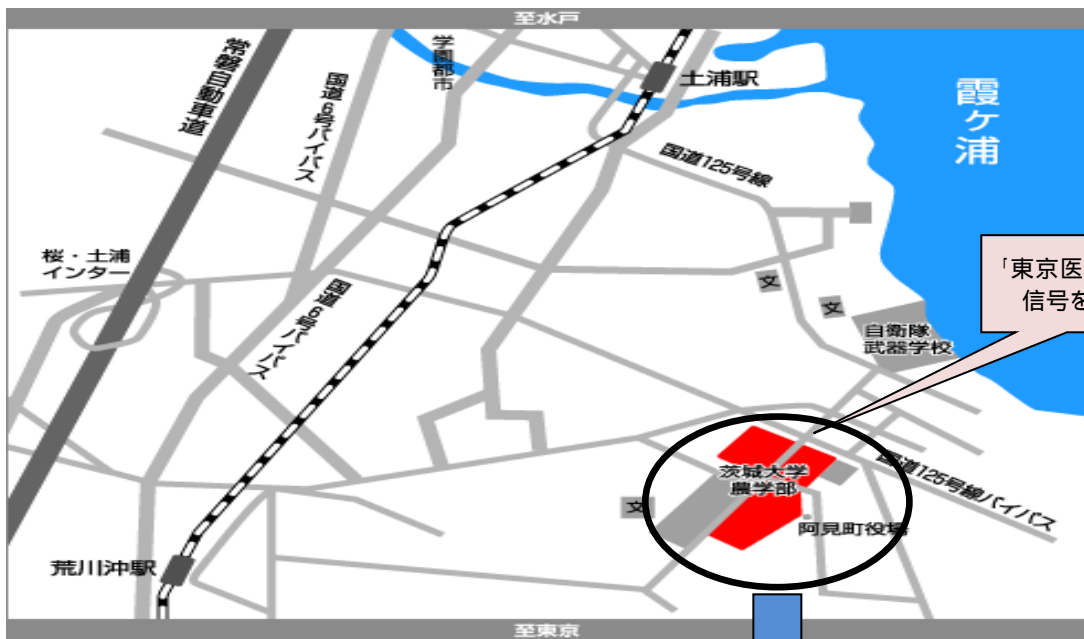 至水戸
常磐自動車道
国道6号バイパス
学園都市
土浦駅
霞ヶ浦
国道125号線
桜・土浦
インター
国道6号バイパス
文
文
「東京医
信号を
自衛隊
武器学校
茨城大学
農学部
国道125号線バイパス
文
阿見町役場
荒川沖駅
至東京